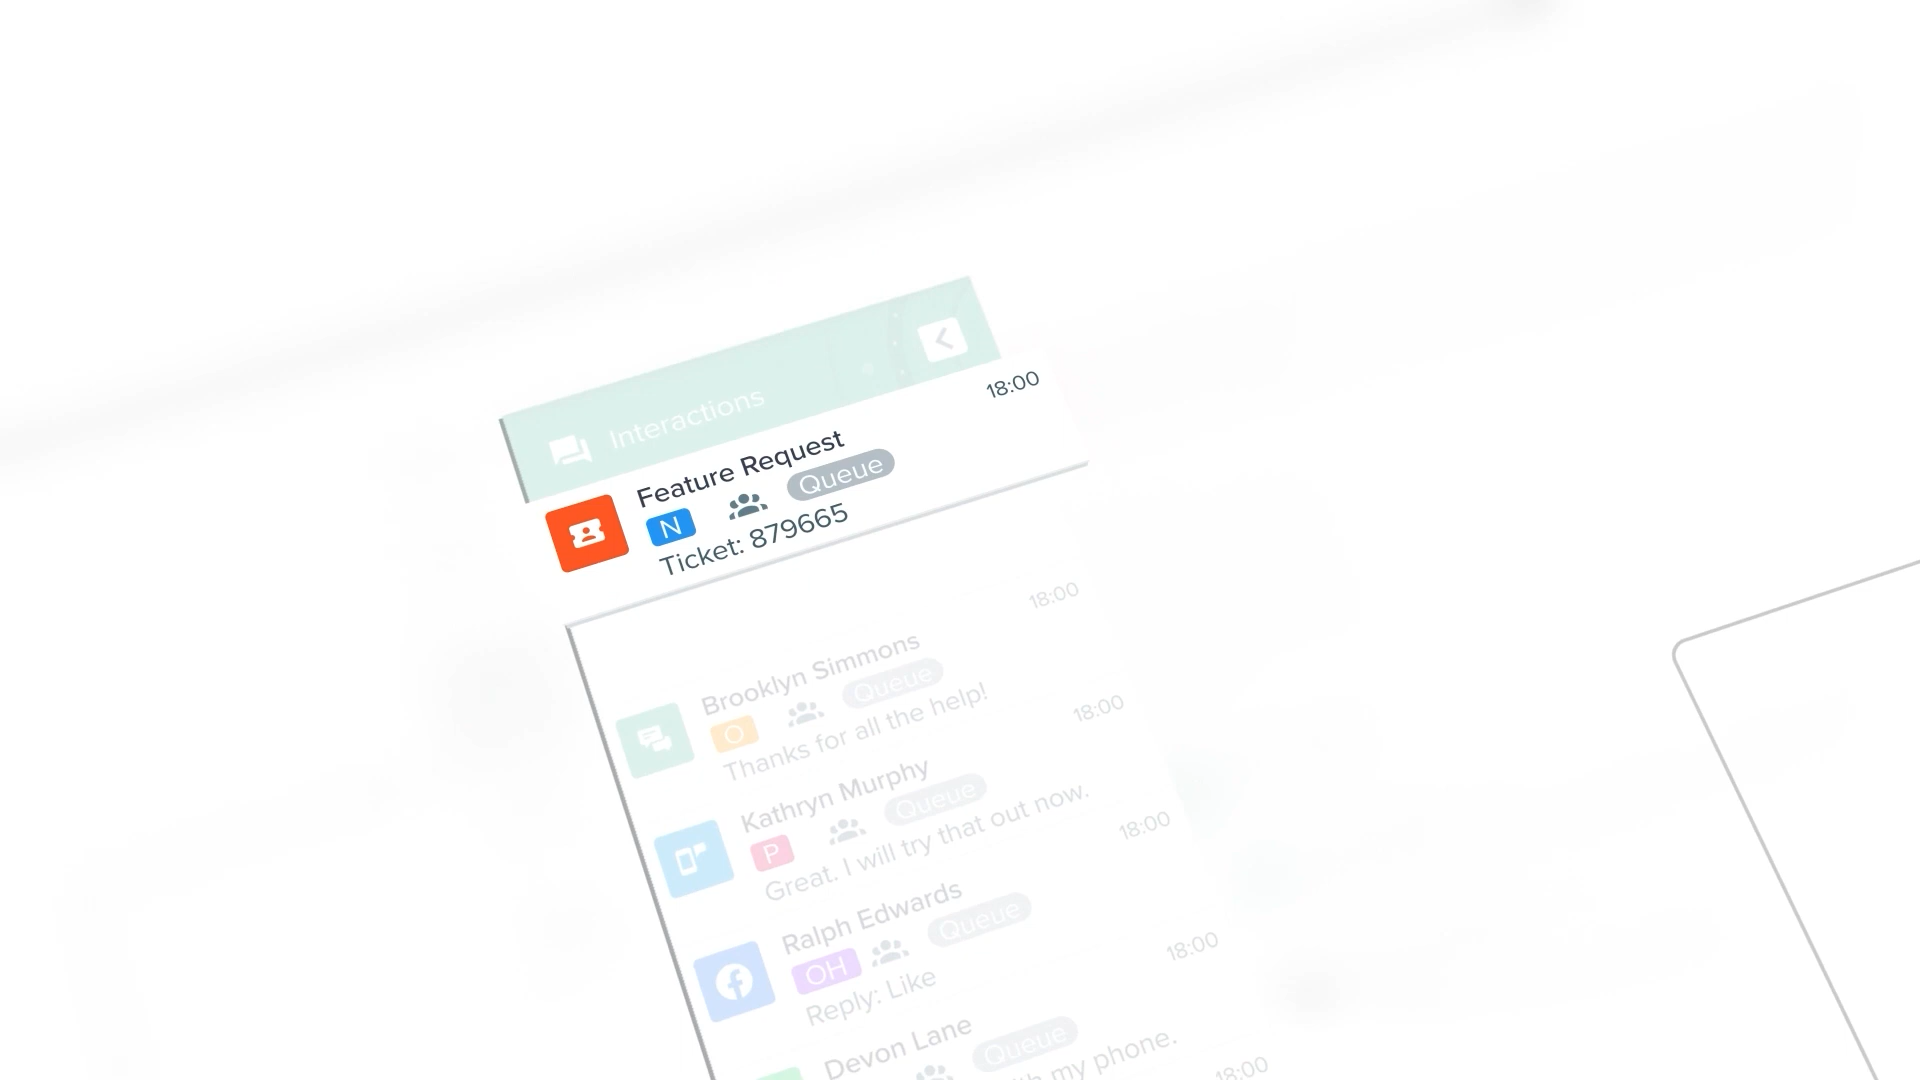 Interactions
18:00
Feature Request
N Queue
Ticket: 879665
18:00
Brooklyn Simmons
O Queue
Thanks for all the help!
18:00
Kathryn Murphy
P Queue
Great. I will try that out now.
18:00
Ralph Edwards
OH Queue
Reply: Like
18:00
Devon Lane
Queue
my phone.
18:00